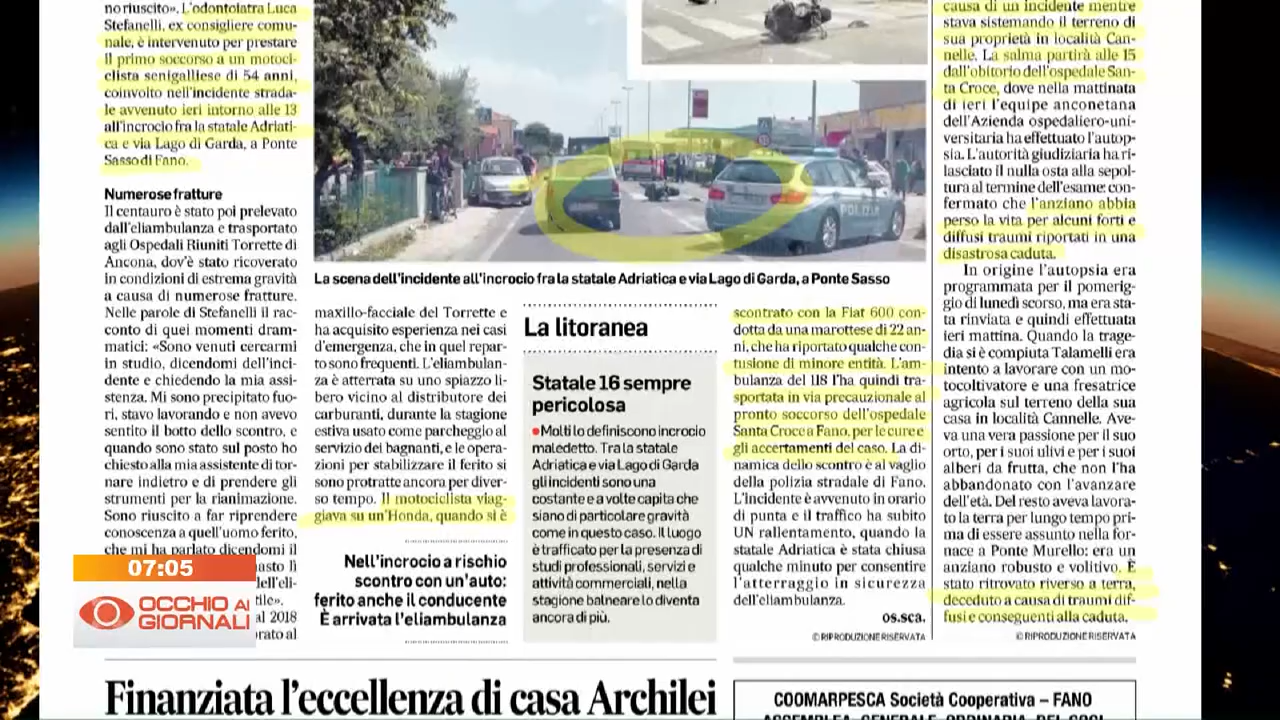 no riuscito». L'odontoiatra Luca
Stefanelli, ex consigliere comu-
nale, è intervenuto per prestare
il primo soccorso a un motoci-
clista senigalliese di 54 anni,
coinvolto nell'incidente strada-
le avvenuto ieri intorno alle 13
all'incrocio fra la statale Adriati-
ca e via Lago di Garda, a Ponte
Sasso di Fano.
Numerose fratture
Il centauro è stato poi prelevato
dall'eliambulanza e trasportato
agli Ospedali Riuniti Torrette di
Ancona, dov'è stato ricoverato
in condizioni di estrema gravità
a causa di numerose fratture.
Nelle parole di Stefanelli il rac-
conto di quei momenti dram-
matici: «Sono venuti cercarmi
in studio, dicendomi dell'inci-
dente e chiedendo la mia assi-
stenza. Mi sono precipitato fuo-
ri, stavo lavorando e non avevo
sentito il botto dello scontro, e
quando sono stato sul posto ho
chiesto alla mia assistente di tor-
nare indietro e di prendere gli
strumenti per la rianimazione.
Sono riuscito a far riprendere
conoscenza a quell'uomo ferito,
che mi ha parlato dicendomi il
asto lì
dell'eli-
tile».
al 2018
orato al
07:05
OCCHIO AI
GIORNALI
POLIZIA
La scena dell'incidente all'incrocio fra la statale Adriatica e via Lago di Garda, a Ponte Sasso
maxillo-facciale del Torrette e
ha acquisito esperienza nei casi
d'emergenza, che in quel repar-
to sono frequenti. L'eliambulan-
za è atterrata su uno spiazzo li-
bero vicino al distributore dei
carburanti, durante la stagione
estiva usato come parcheggio al
servizio dei bagnanti, e le opera-
zioni per stabilizzare il ferito si
sono protratte ancora per diver-
so tempo. Il motociclista viag-
giava su un'Honda, quando si è
Nell'incrocio a rischio
scontro con un'auto:
ferito anche il conducente
È arrivata l'eliambulanza
La litoranea
Statale 16 sempre
pericolosa
●Molti lo definiscono incrocio
maledetto. Tra la statale
Adriatica e via Lago di Garda
gli incidenti sono una
costante e a volte capita che
siano di particolare gravità
come in questo caso. Il luogo
è trafficato per la presenza di
studi professionali, servizi e
attività commerciali, nella
stagione balneare lo diventa
ancora di più.
scontrato con la Fiat 600 con-
dotta da una marottese di 22 an-
ni, che ha riportato qualche con-
tusione di minore entità. L'am-
bulanza del 118 l'ha quindi tra-
sportata in via precauzionale al
pronto soccorso dell'ospedale
Santa Croce a Fano, per le cure e
gli accertamenti del caso. La di-
namica dello scontro è al vaglio
della polizia stradale di Fano.
L'incidente è avvenuto in orario
di punta e il traffico ha subito
UN rallentamento, quando la
statale Adriatica è stata chiusa
qualche minuto per consentire
l'atterraggio in sicurezza
dell'eliambulanza.
os.sca.
© RIPRODUZIONE RISERVATA
causa di un incidente mentre
stava sistemando il terreno di
sua proprietà in località Can-
nelle. La salma partirà alle 15
dall'obitorio dell'ospedale San-
ta Croce, dove nella mattinata
di ieri l'equipe anconetana
dell'Azienda ospedaliero-uni-
versitaria ha effettuato l'autop-
sia. L'autorità giudiziaria ha ri-
lasciato il nulla osta alla sepol-
tura al termine dell'esame: con-
fermato che l'anziano abbia
perso la vita per alcuni forti e
diffusi traumi riportati in una
disastrosa caduta.
In origine l'autopsia era
programmata per il pomerig-
gio di lunedì scorso, ma era sta-
ta rinviata e quindi effettuata
ieri mattina. Quando la trage-
dia si è compiuta Talamelli era
intento a lavorare con un mo-
tocoltivatore e una fresatrice
agricola sul terreno della sua
casa in località Cannelle. Ave-
va una vera passione per il suo
orto, per i suoi ulivi e per i suoi
alberi da frutta, che non l'ha
abbandonato con l'avanzare
dell'età. Del resto aveva lavora-
to la terra per lungo tempo pri-
ma di essere assunto nella for-
nace a Ponte Murello: era un
anziano robusto e volitivo. È
stato ritrovato riverso a terra,
deceduto a causa di traumi dif-
fusi e conseguenti alla caduta.
© RIPRODUZIONE RISERVATA
Finanziata l'eccellenza di casa Archilei
COOMARPESCA Società Cooperativa – FANO
ASSEMBLEA GENERALE ORDINARIA DEI SOCI